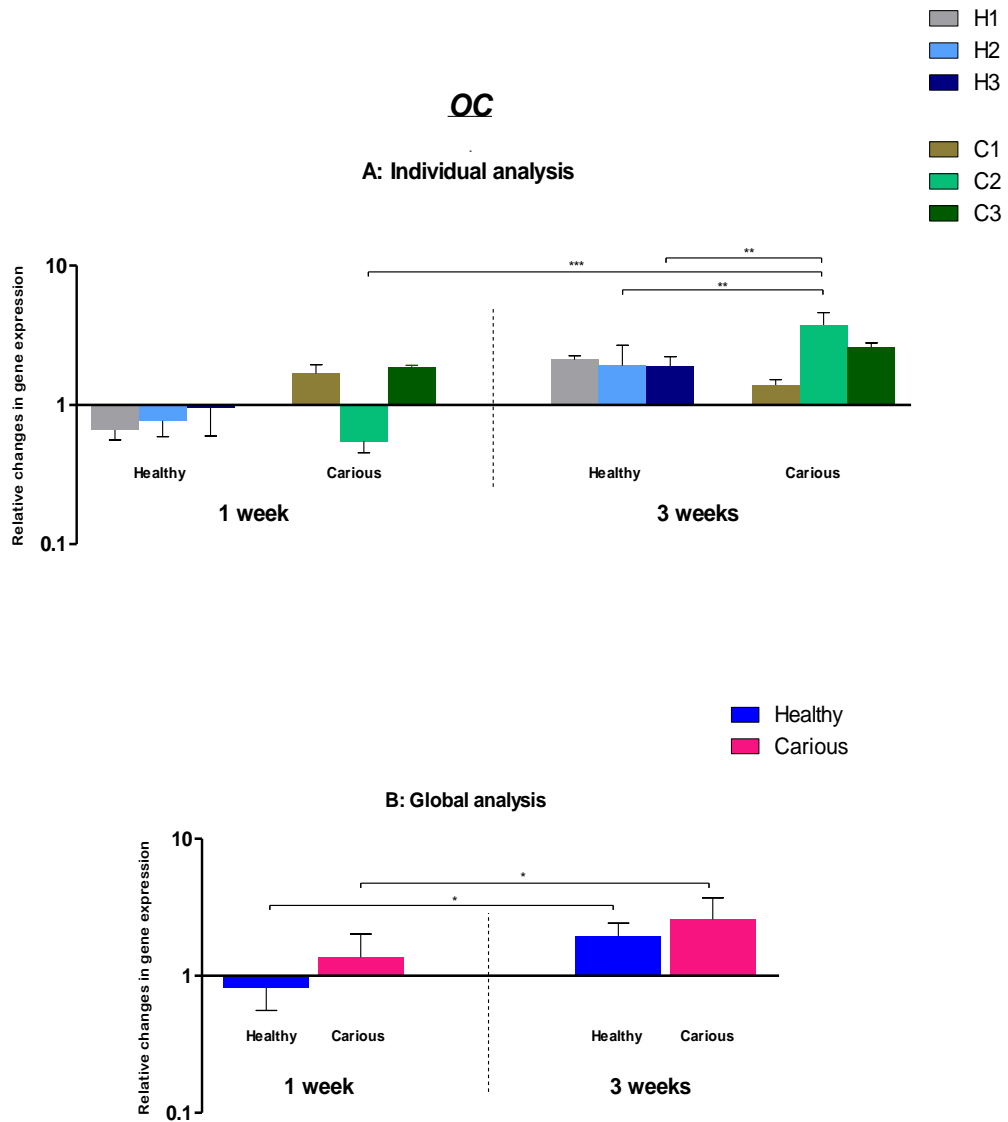 H1
H2
H3
OC
C1
A: Individual analysis
C2
C3
**
10
***
**
Relative changes in gene expression
1
Healthy
Carious
Healthy
Carious
1 week
3 weeks
0.1
Healthy
Carious
B: Global analysis
10
*
*
Relative changes in gene expression
1
Healthy
Carious
Healthy
Carious
1 week
3 weeks
0.1